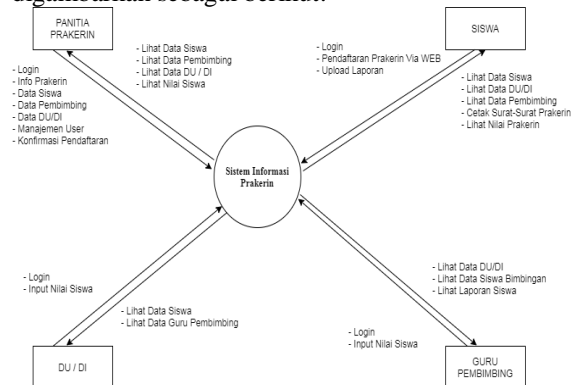 digambarkan sebagai berikut:
PANITIA
PRAKERIN
- Lihat Data Siswa
- Lihat Data Pembimbing
- Lihat Data DU / DI
- Lihat Nilai Siswa
- Login
- Info Prakerin
- Data Siswa
- Data Pembimbing
- Data DU/DI
- Manajemen User
- Konfirmasi Pendaftaran
SISWA
- Login
- Pendaftaran Prakerin Via WEB
- Upload Laporan
- Lihat Data Siswa
- Lihat Data DU/DI
- Lihat Data Pembimbing
- Cetak Surat-Surat Prakerin
- Lihat Nilai Prakerin
Sistem Informasi
Prakerin
- Login
- Input Nilai Siswa
- Lihat Data Siswa
- Lihat Data Guru Pembimbing
DU / DI
- Lihat Data DU/DI
- Lihat Data Siswa Bimbingan
- Lihat Laporan Siswa
- Login
- Input Nilai Siswa
GURU
PEMBIMBING